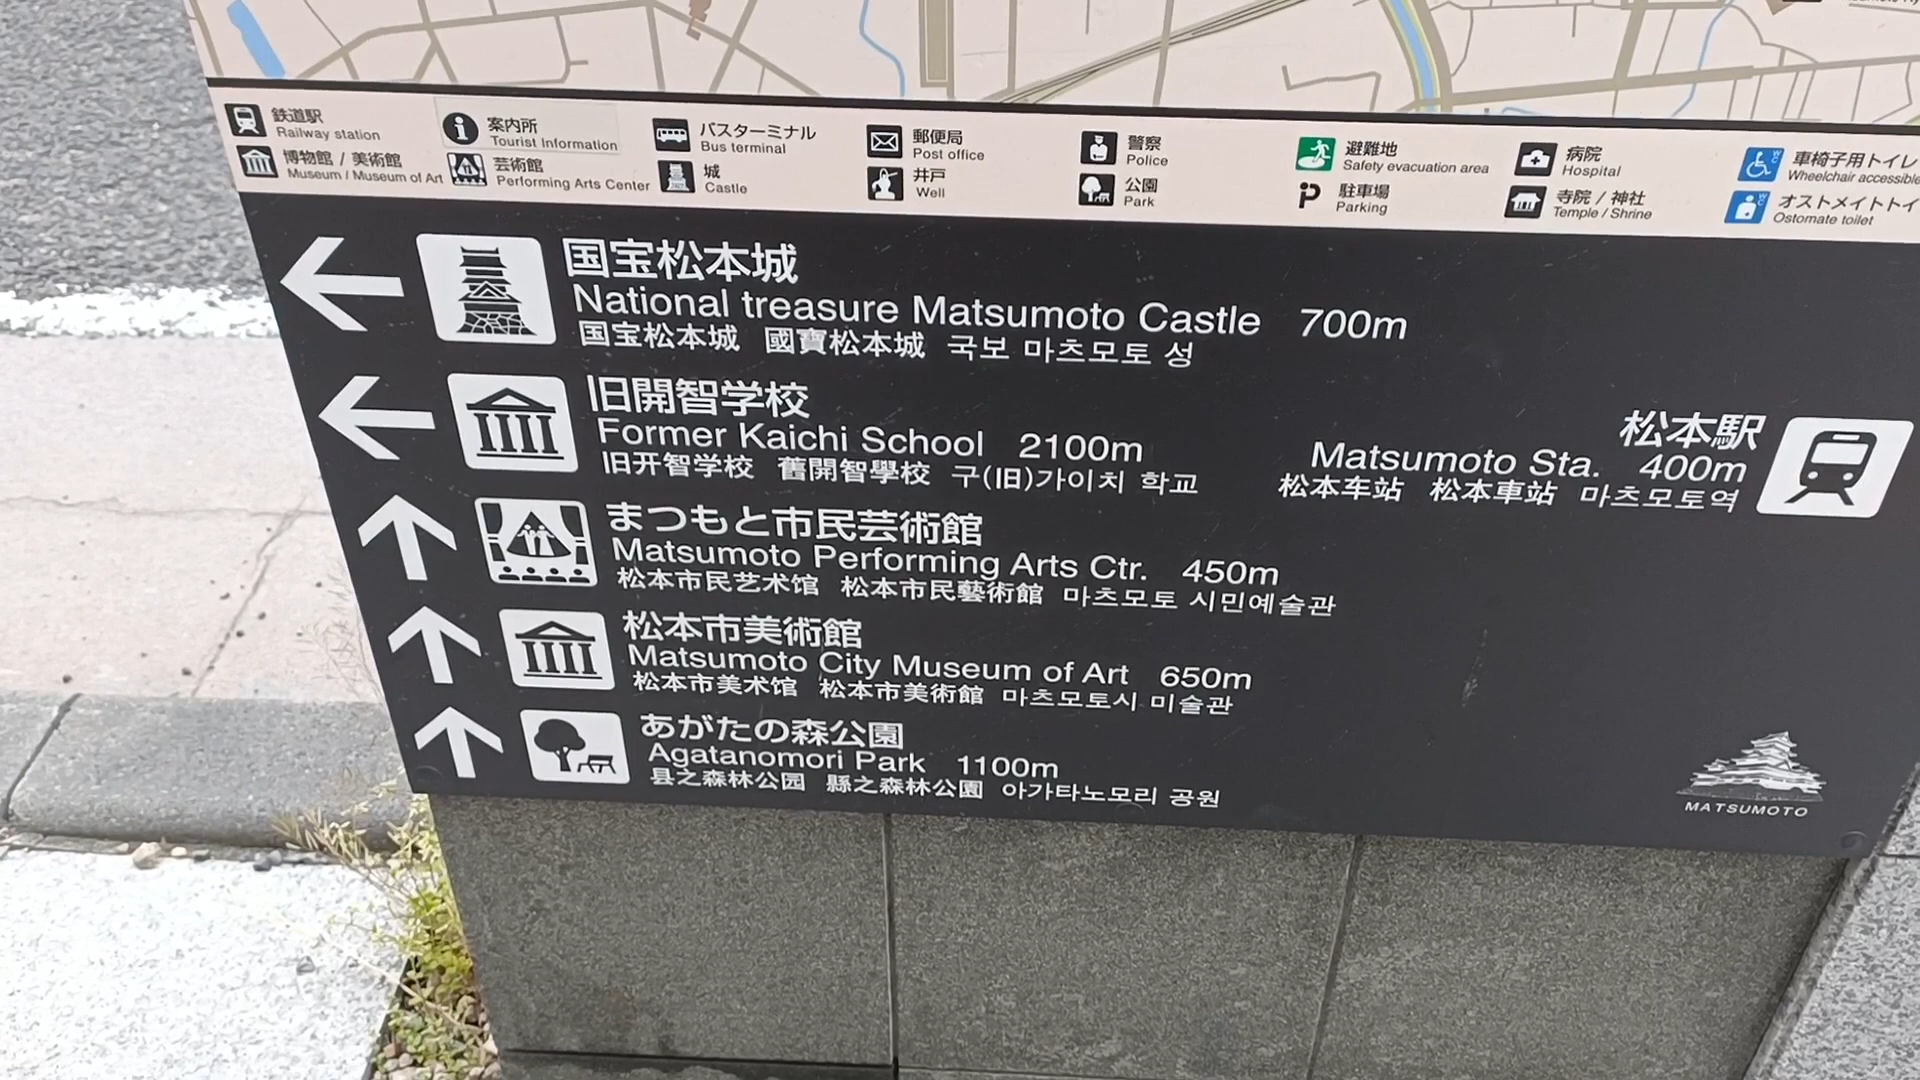 鉄道駅
Railway station
案内所
Tourist Information
バスターミナル
Bus terminal
郵便局
Post office
警察
Police
避難地
Safety evacuation area
病院
Hospital
車椅子用トイレ
Wheelchair accessible
博物館 / 美術館
Museum / Museum of Art
芸術館
Performing Arts Center
城
Castle
井戸
Well
公園
Park
駐車場
Parking
寺院 / 神社
Temple / Shrine
オストメイトトイ
Ostomate toilet
国宝松本城
National treasure Matsumoto Castle 700m
国宝松本城 國寶松本城 국보 마츠모토 성
旧開智学校
Former Kaichi School 2100m
旧开智学校 舊開智學校 구(旧)가이치 학교
松本駅
Matsumoto Sta. 400m
松本车站 松本車站 마츠모토역
まつもと市民芸術館
Matsumoto Performing Arts Ctr. 450m
松本市民艺术馆 松本市民藝術館 마츠모토 시민예술관
松本市美術館
Matsumoto City Museum of Art 650m
松本市美术馆 松本市美術館 마츠모토시 미술관
あがたの森公園
Agatanomori Park 1100m
县之森林公园 縣之森林公園 아가타노모리 공원
MATSUMOTO